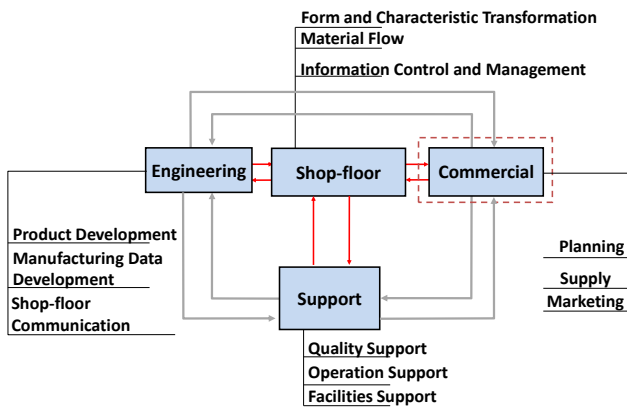 Form and Characteristic Transformation
Material Flow
Information Control and Management
Engineering
Shop-floor
Commercial
Product Development
Manufacturing Data
Development
Shop-floor
Communication
Planning
Supply
Marketing
Support
Quality Support
Operation Support
Facilities Support